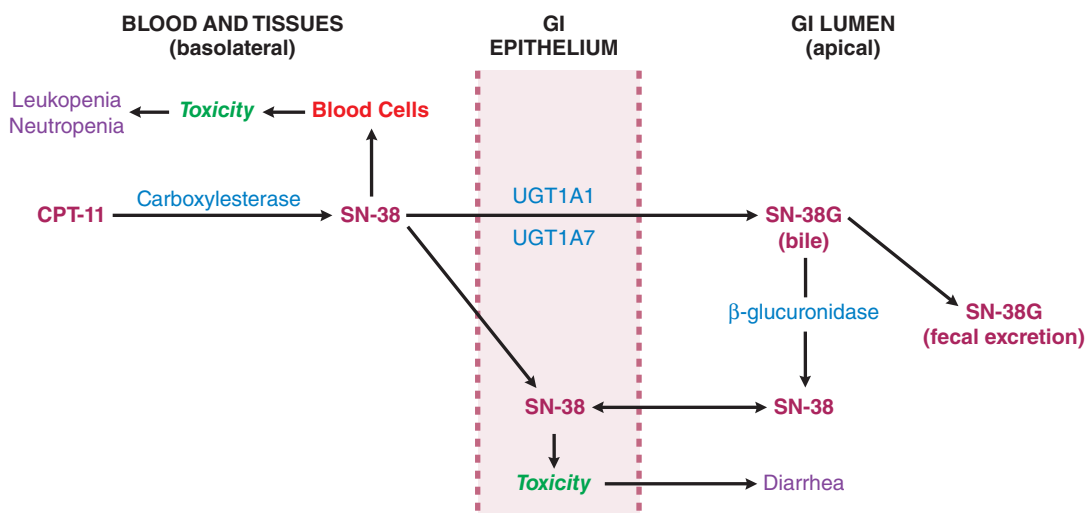 BLOOD AND TISSUES
(basolateral)
GI
EPITHELIUM
GI LUMEN
(apical)
Leukopenia
Neutropenia
Toxicity
Blood Cells
CPT-11
Carboxylesterase
SN-38
UGT1A1
UGT1A7
SN-38G
(bile)
β-glucuronidase
SN-38G
(fecal excretion)
SN-38
SN-38
Toxicity
Diarrhea